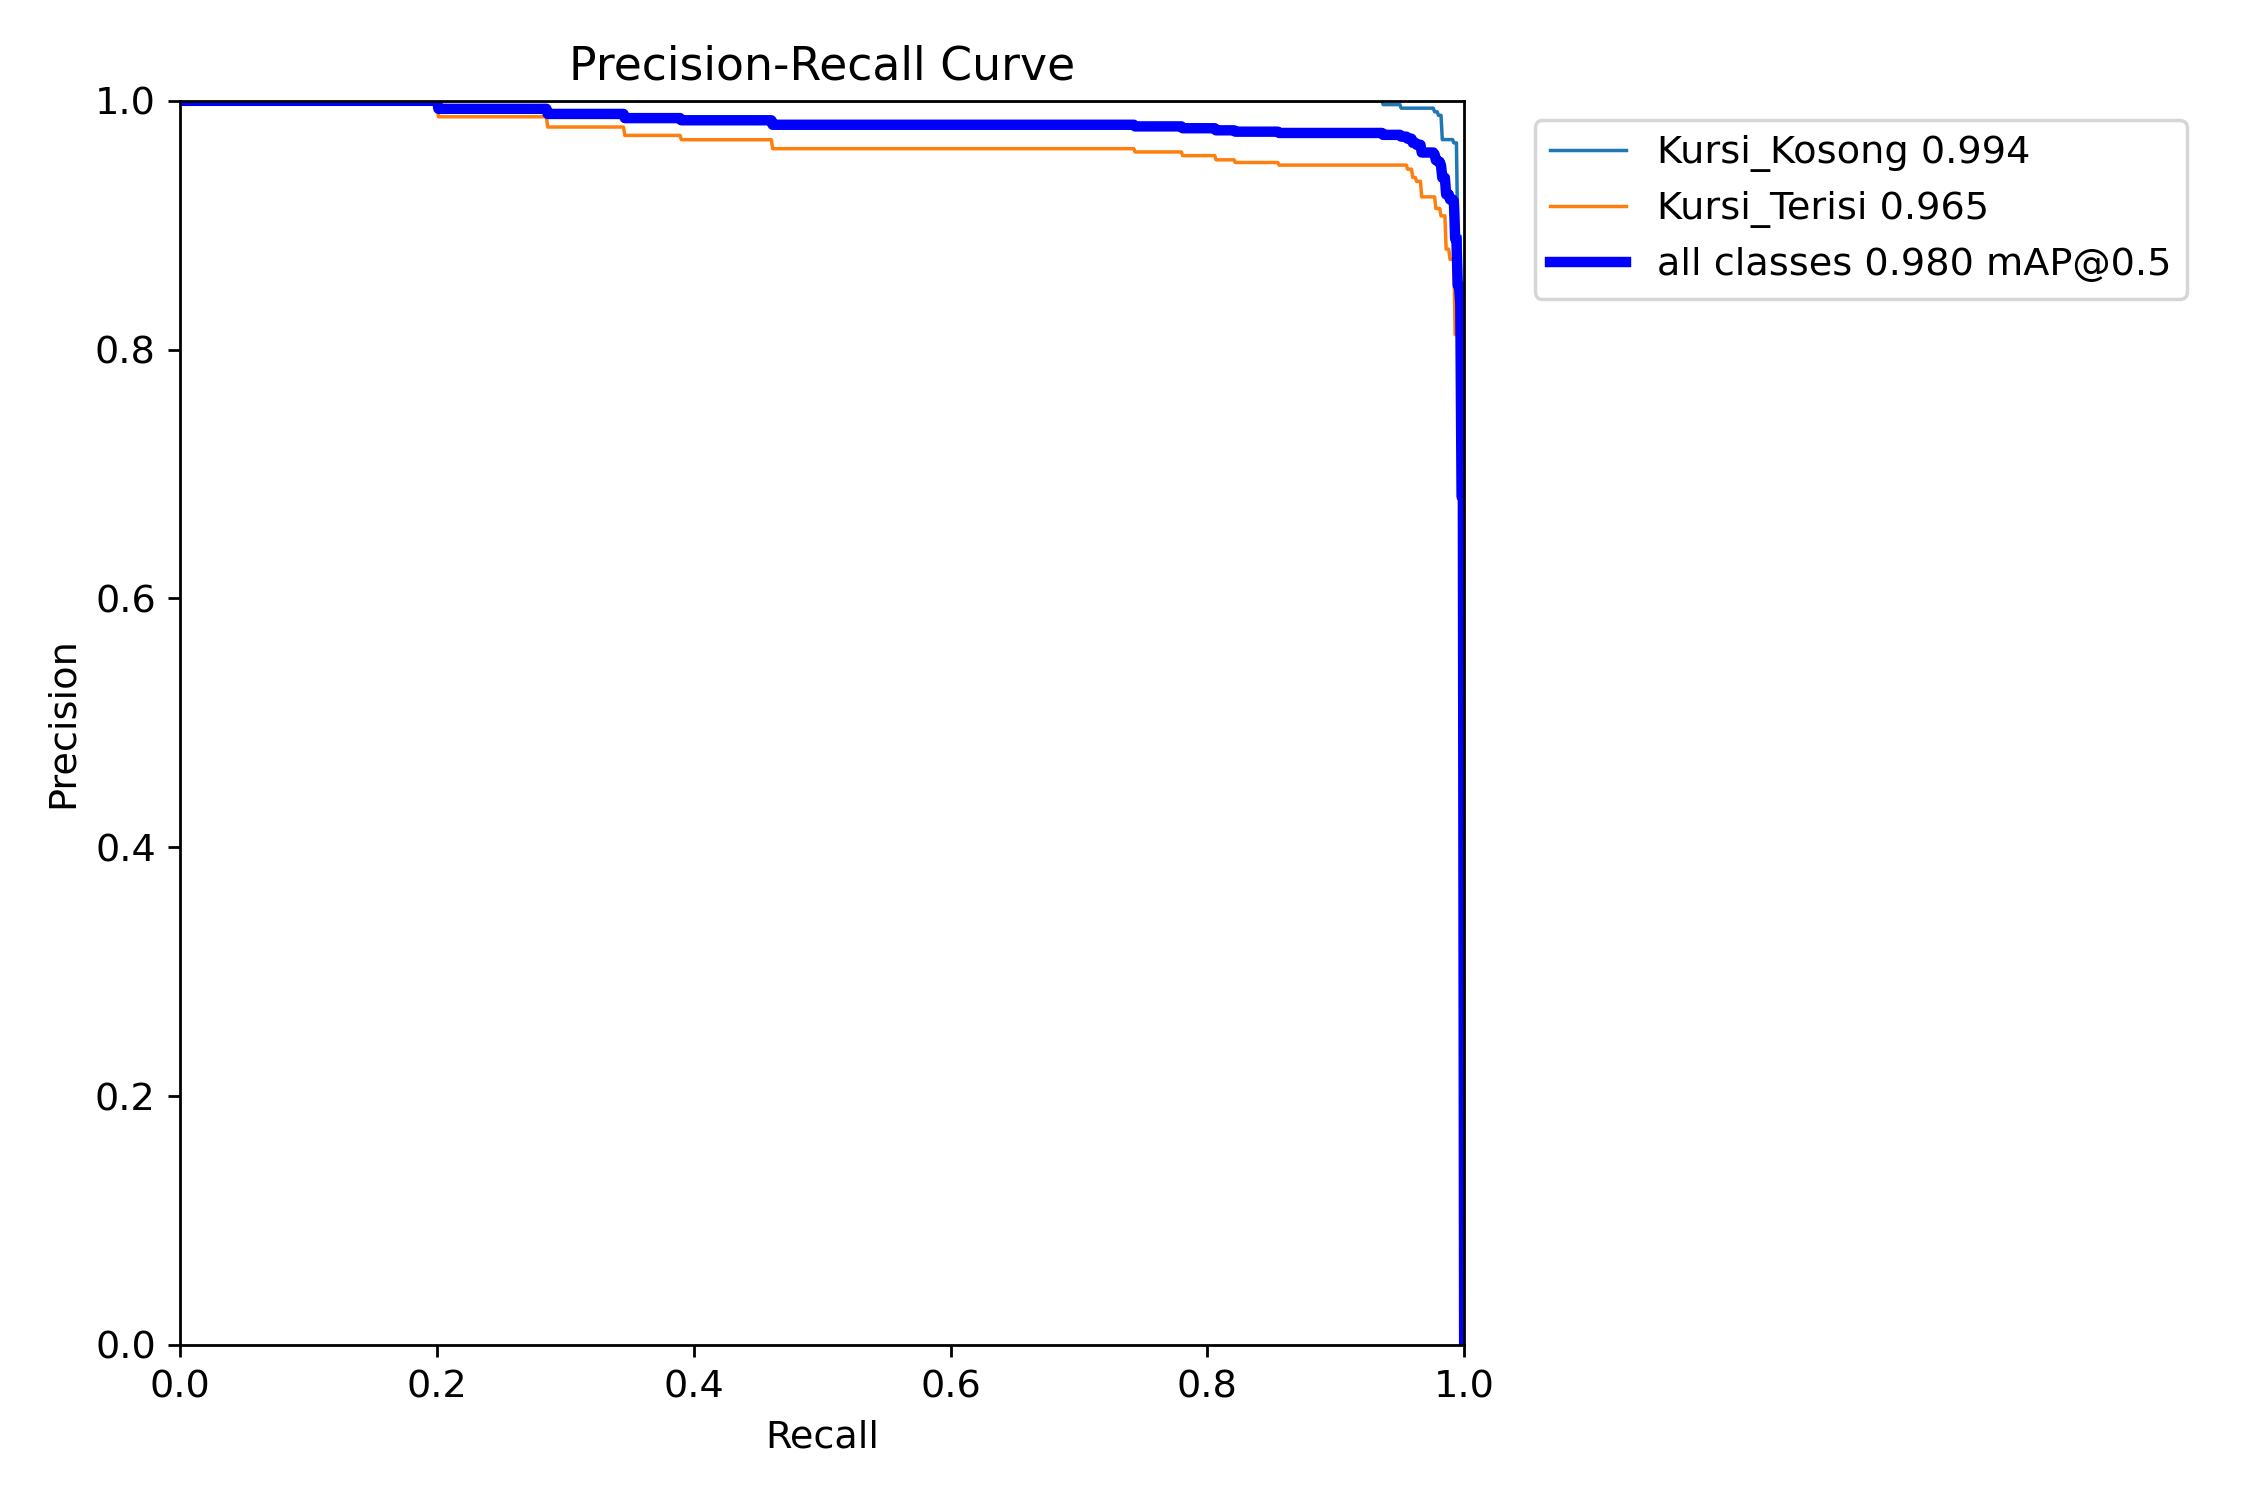 Precision-Recall Curve
1.0
0.8
0.6
0.4
0.2
0.0
Precision
0.0 0.2 0.4 0.6 0.8 1.0
Recall
Kursi_Kosong 0.994
Kursi_Terisi 0.965
all classes 0.980 mAP@0.5